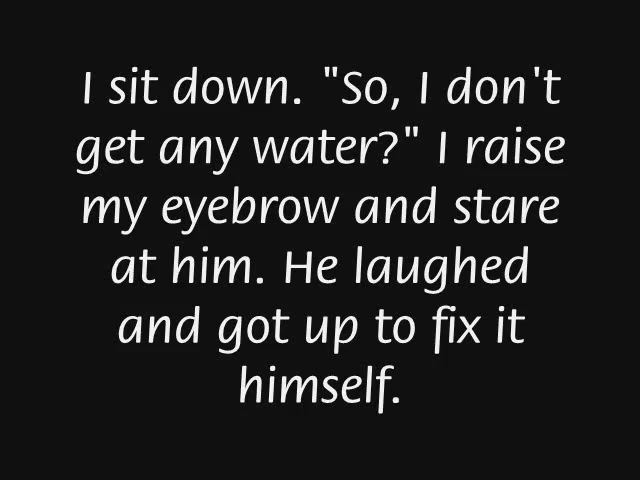 I sit down. "So, I don't
get any water?" I raise
my eyebrow and stare
at him. He laughed
and got up to fix it
himself.